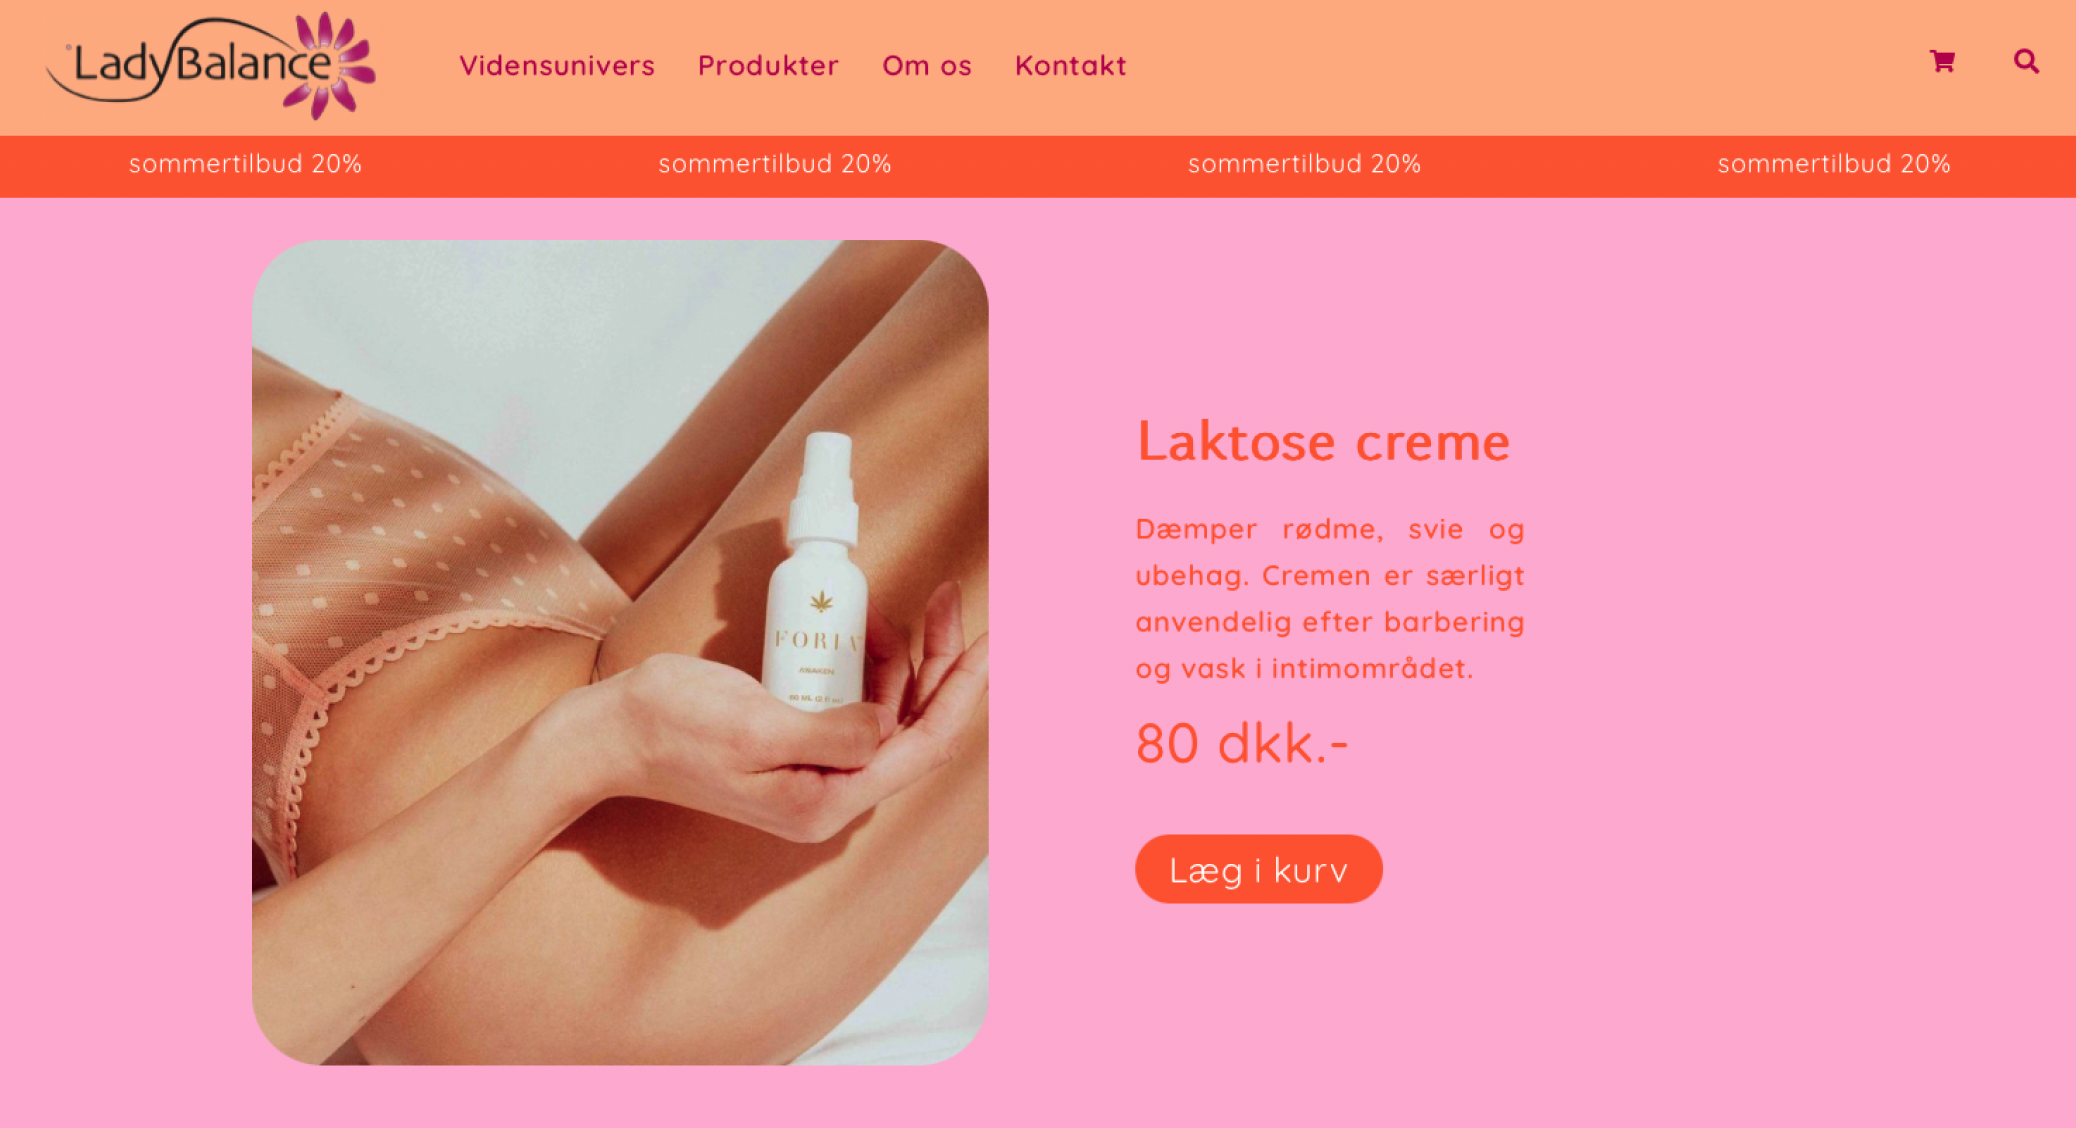 LadyBalance
Vidensunivers Produkter Om os Kontakt
sommertilbud 20% sommertilbud 20% sommertilbud 20% sommertilbud 20%
FORIA
AWAKEN
Laktose creme
Dæmper rødme, svie og
ubehag. Cremen er særligt
anvendelig efter barbering
og vask i intimområdet.
80 dkk.-
Læg i kurv